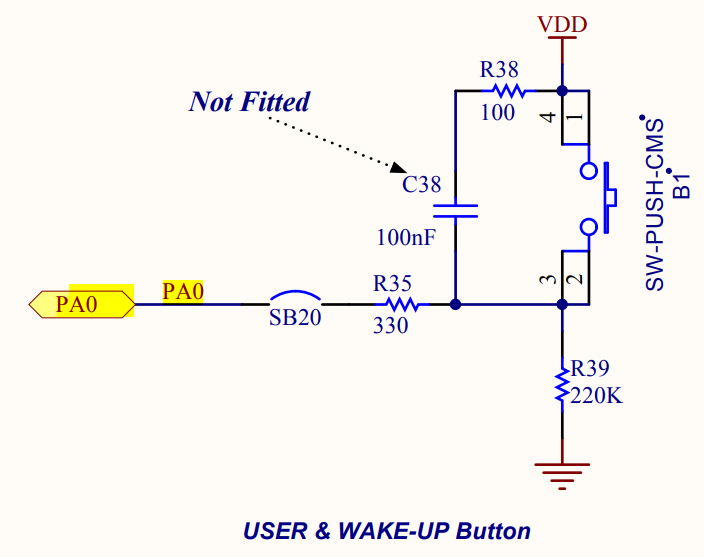 VDD
R38
100
Not Fitted
4
1
C38
100nF
SW-PUSH-CMS
B1
3
2
PA0
PA0
SB20
R35
330
R39
220K
USER & WAKE-UP Button